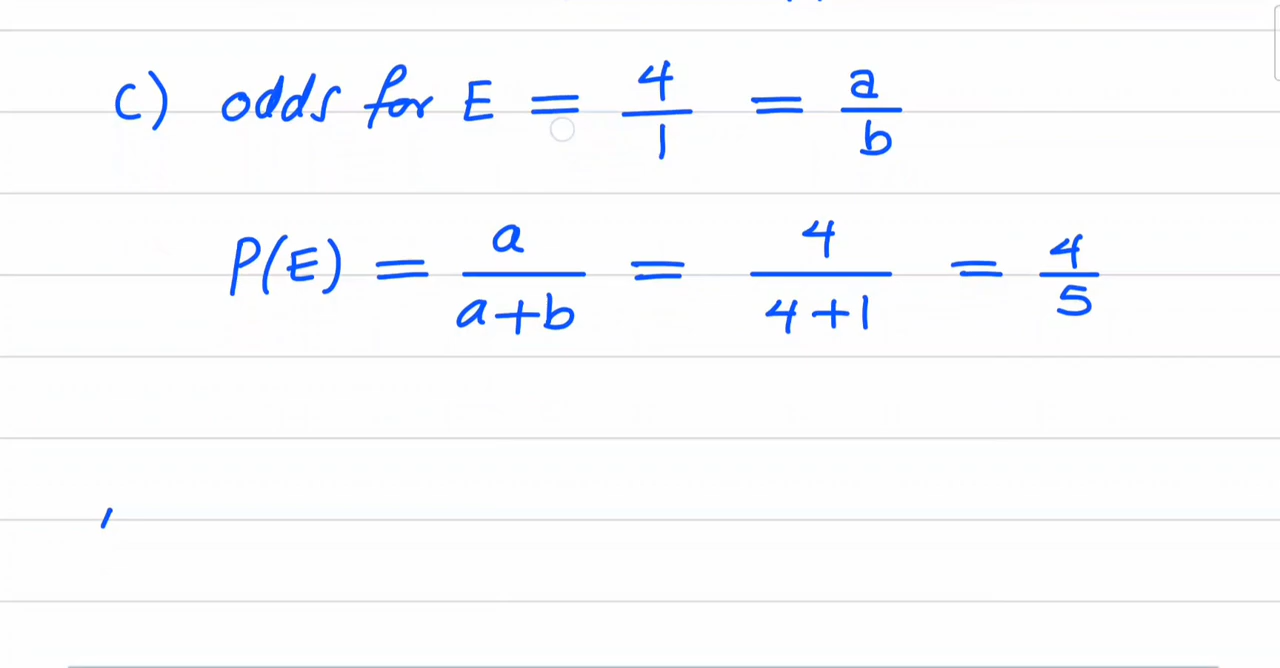 c) odds for E = 4/1 = a/b
P(E) = a/(a+b) = 4/(4+1) = 4/5